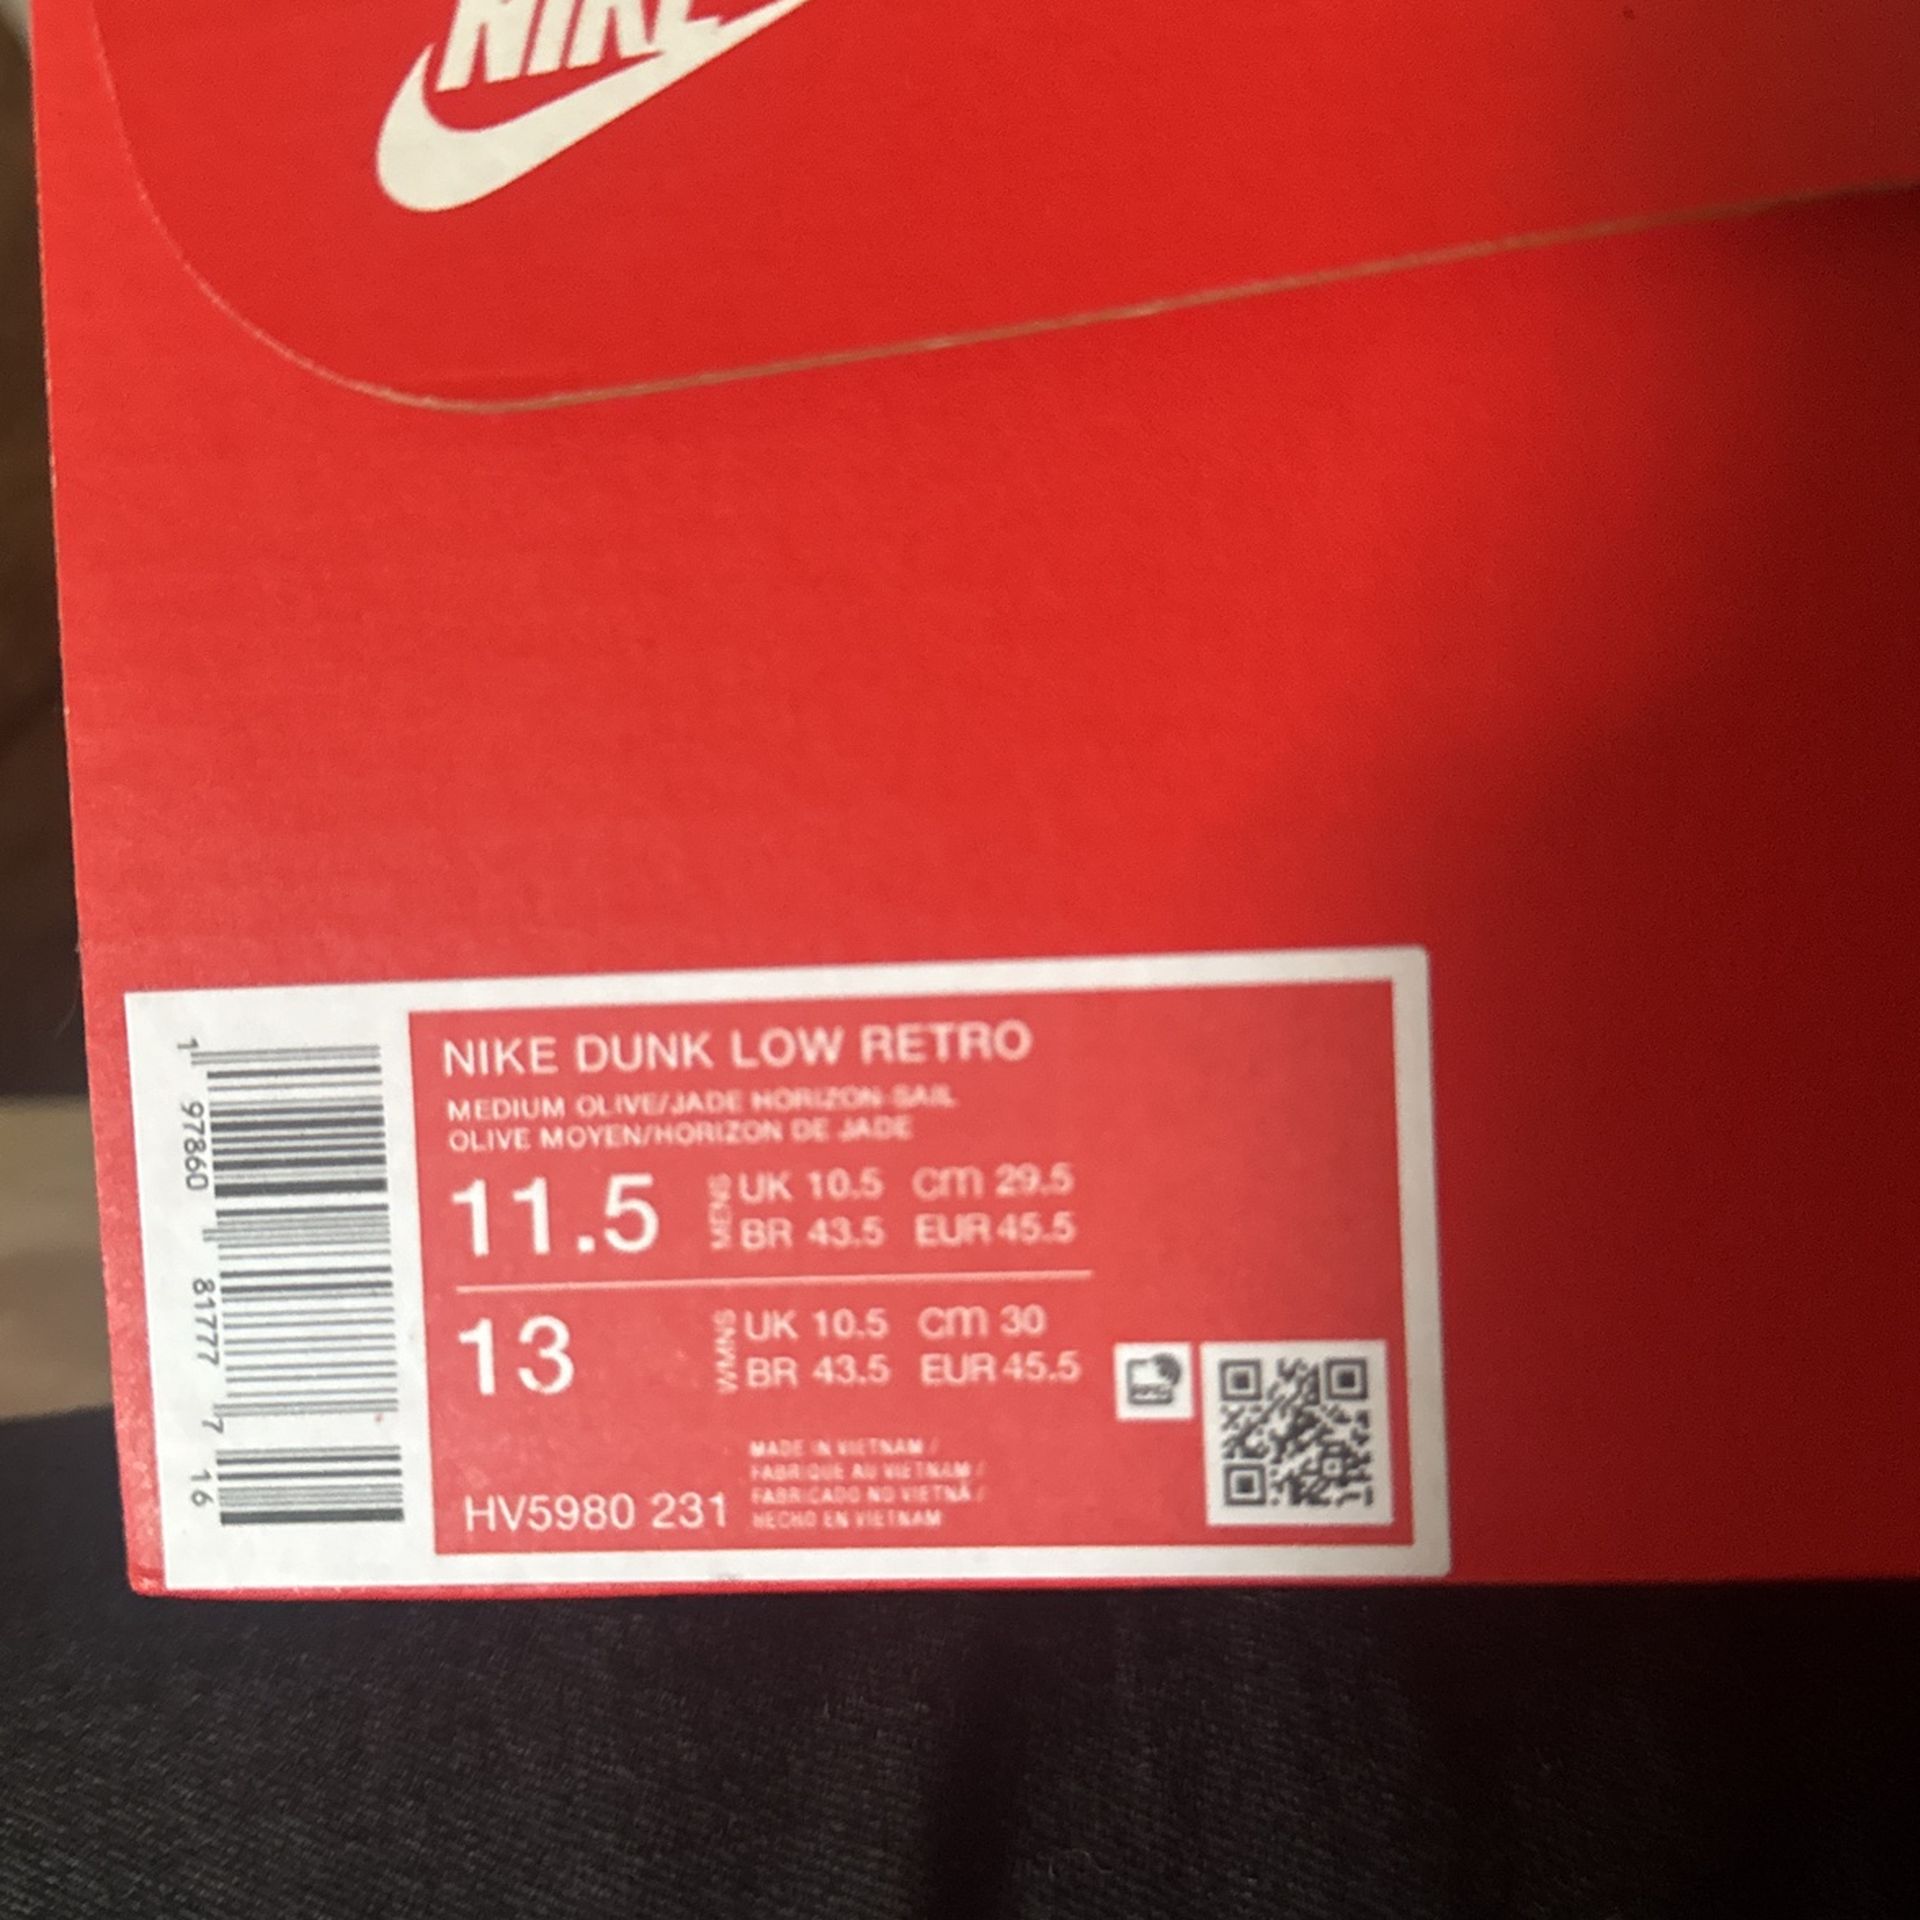 NIKE
NIKE DUNK LOW RETRO
MEDIUM OLIVE/JADE HORIZON-SAIL
OLIVE MOYEN/HORIZON DE JADE
11.5 MENS UK 10.5 cm 29.5
BR 43.5 EUR 45.5
13 WMNS UK 10.5 cm 30
BR 43.5 EUR 45.5
MADE IN VIETNAM /
FABRIQUE AU VIETNAM /
FABRICADO NO VIETNÃ /
HECHO EN VIETNAM
HV5980 231
1 97860 81777 7 16